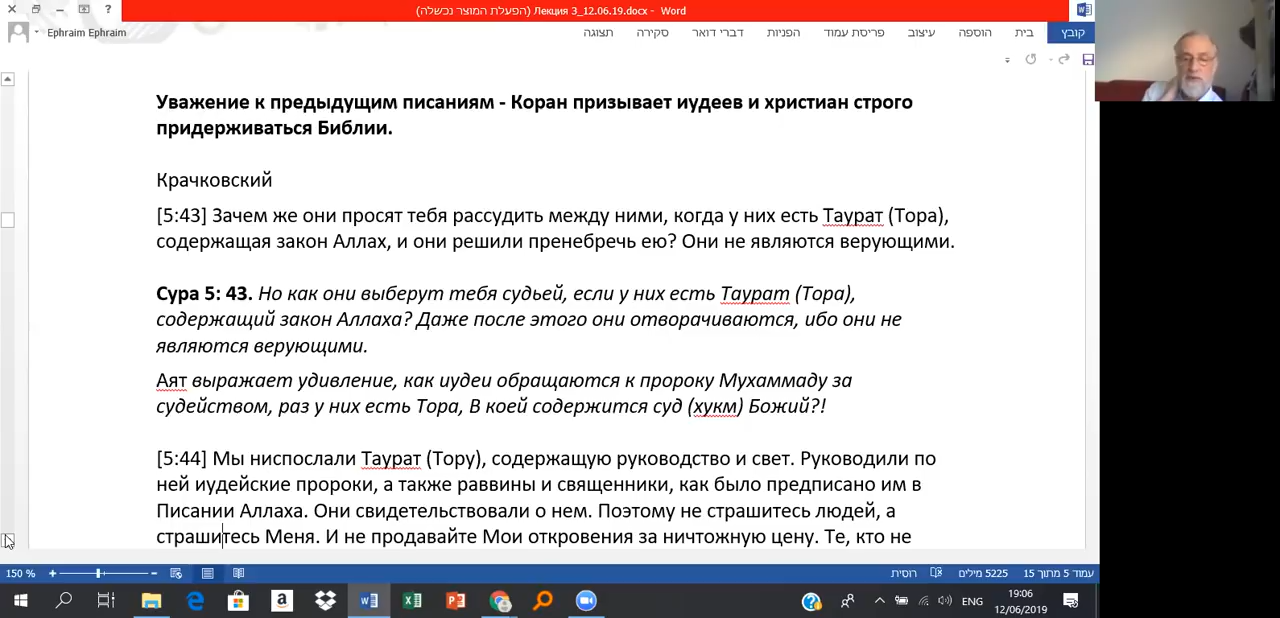 Лекция 3_12.06.19.docx - Word (הפעלת המוצר נכשלה)
Ephraim Ephraim
קובץ
בית
הוספה
עיצוב
פריסת עמוד
הפניות
דברי דואר
סקירה
תצוגה
Уважение к предыдущим писаниям - Коран призывает иудеев и христиан строго
придерживаться Библии.
Крачковский
[5:43] Зачем же они просят тебя рассудить между ними, когда у них есть Таурат (Тора),
содержащая закон Аллах, и они решили пренебречь ею? Они не являются верующими.
Сура 5: 43. Но как они выберут тебя судьей, если у них есть Таурат (Тора),
содержащий закон Аллаха? Даже после этого они отворачиваются, ибо они не
являются верующими.
Аят выражает удивление, как иудеи обращаются к пророку Мухаммаду за
судейством, раз у них есть Тора, В коей содержится суд (хукм) Божий?!
[5:44] Мы ниспослали Таурат (Тору), содержащую руководство и свет. Руководили по
ней иудейские пророки, а также раввины и священники, как было предписано им в
Писании Аллаха. Они свидетельствовали о нем. Поэтому не страшитесь людей, а
страшитесь Меня. И не продавайте Мои откровения за ничтожную цену. Те, кто не
150 %
רוסית
5225 מילים
עמוד 5 מתוך 15
ENG
19:06
12/06/2019